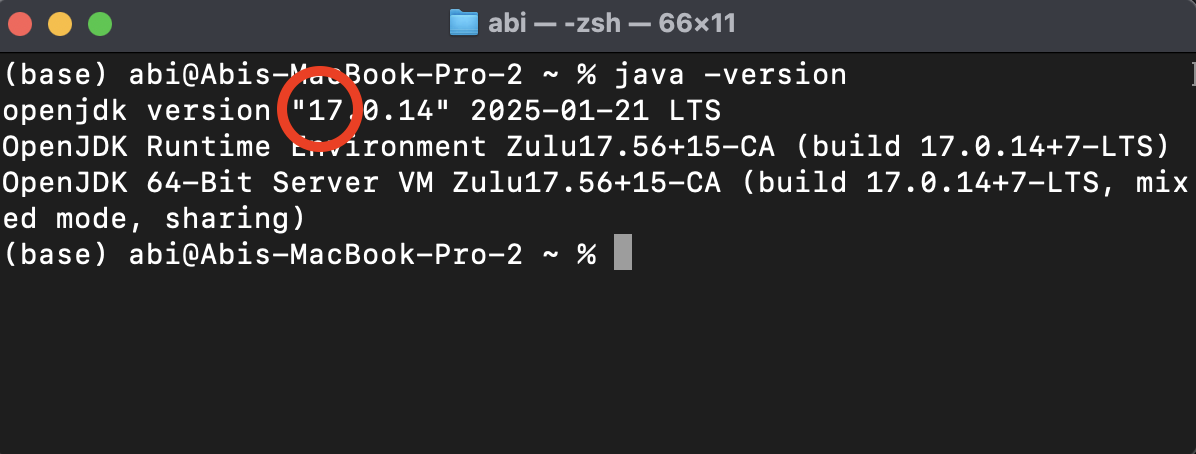 abi — -zsh — 66×11
(base) abi@Abis-MacBook-Pro-2 ~ % java -version
openjdk version "17.0.14" 2025-01-21 LTS
OpenJDK Runtime Environment Zulu17.56+15-CA (build 17.0.14+7-LTS)
OpenJDK 64-Bit Server VM Zulu17.56+15-CA (build 17.0.14+7-LTS, mix
ed mode, sharing)
(base) abi@Abis-MacBook-Pro-2 ~ %